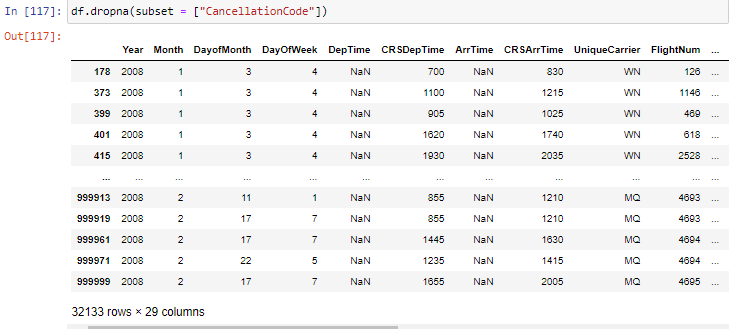 In [117]: df.dropna(subset = ["CancellationCode"])
Out[117]:
Year Month DayofMonth DayOfWeek DepTime CRSDepTime ArrTime CRSArrTime UniqueCarrier FlightNum ...
178 2008 1 3 4 NaN 700 NaN 830 WN 126 ...
373 2008 1 3 4 NaN 1100 NaN 1215 WN 1146 ...
399 2008 1 3 4 NaN 905 NaN 1025 WN 469 ...
401 2008 1 3 4 NaN 1620 NaN 1740 WN 618 ...
415 2008 1 3 4 NaN 1930 NaN 2035 WN 2528 ...
... ... ... ... ... ... ... ... ... ... ... ...
999913 2008 2 11 1 NaN 855 NaN 1210 MQ 4693 ...
999919 2008 2 17 7 NaN 855 NaN 1210 MQ 4693 ...
999961 2008 2 17 7 NaN 1445 NaN 1630 MQ 4694 ...
999971 2008 2 22 5 NaN 1235 NaN 1415 MQ 4694 ...
999999 2008 2 17 7 NaN 1655 NaN 2005 MQ 4695 ...
32133 rows × 29 columns